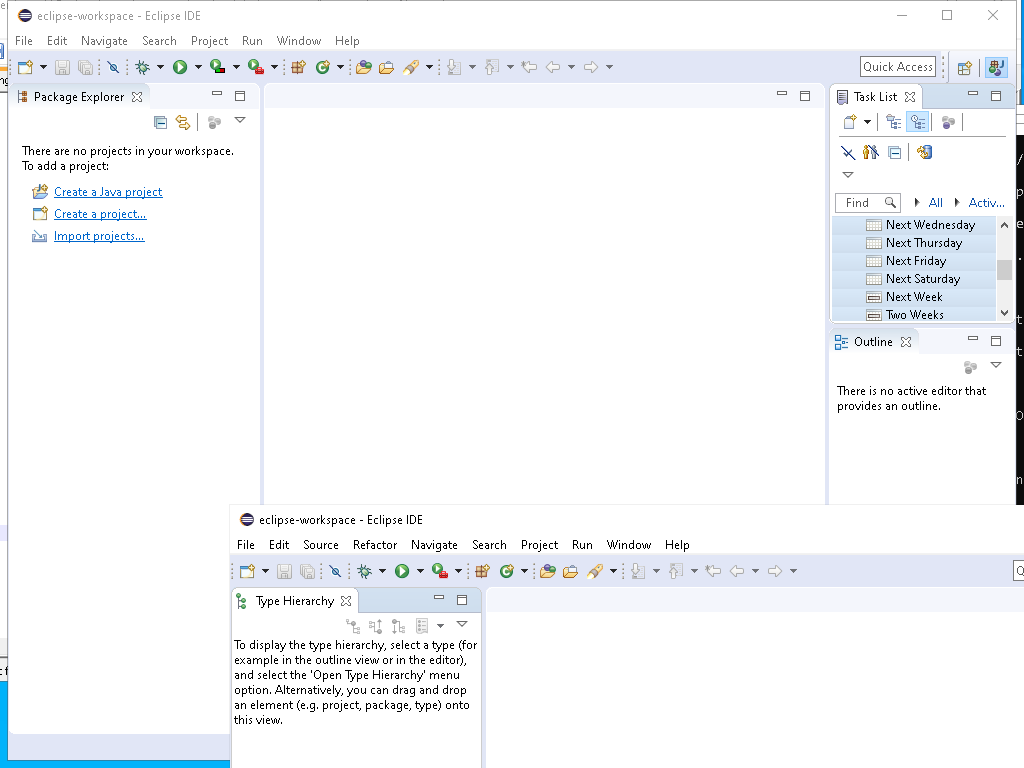 eclipse-workspace - Eclipse IDE
File Edit Navigate Search Project Run Window Help
Quick Access
Package Explorer
There are no projects in your workspace.
To add a project:
Create a Java project
Create a project...
Import projects...
Task List
Find All Activ...
Next Wednesday
Next Thursday
Next Friday
Next Saturday
Next Week
Two Weeks
Outline
There is no active editor that
provides an outline.
eclipse-workspace - Eclipse IDE
File Edit Source Refactor Navigate Search Project Run Window Help
Type Hierarchy
To display the type hierarchy, select a type (for
example in the outline view or in the editor),
and select the 'Open Type Hierarchy' menu
option. Alternatively, you can drag and drop
an element (e.g. project, package, type) onto
this view.